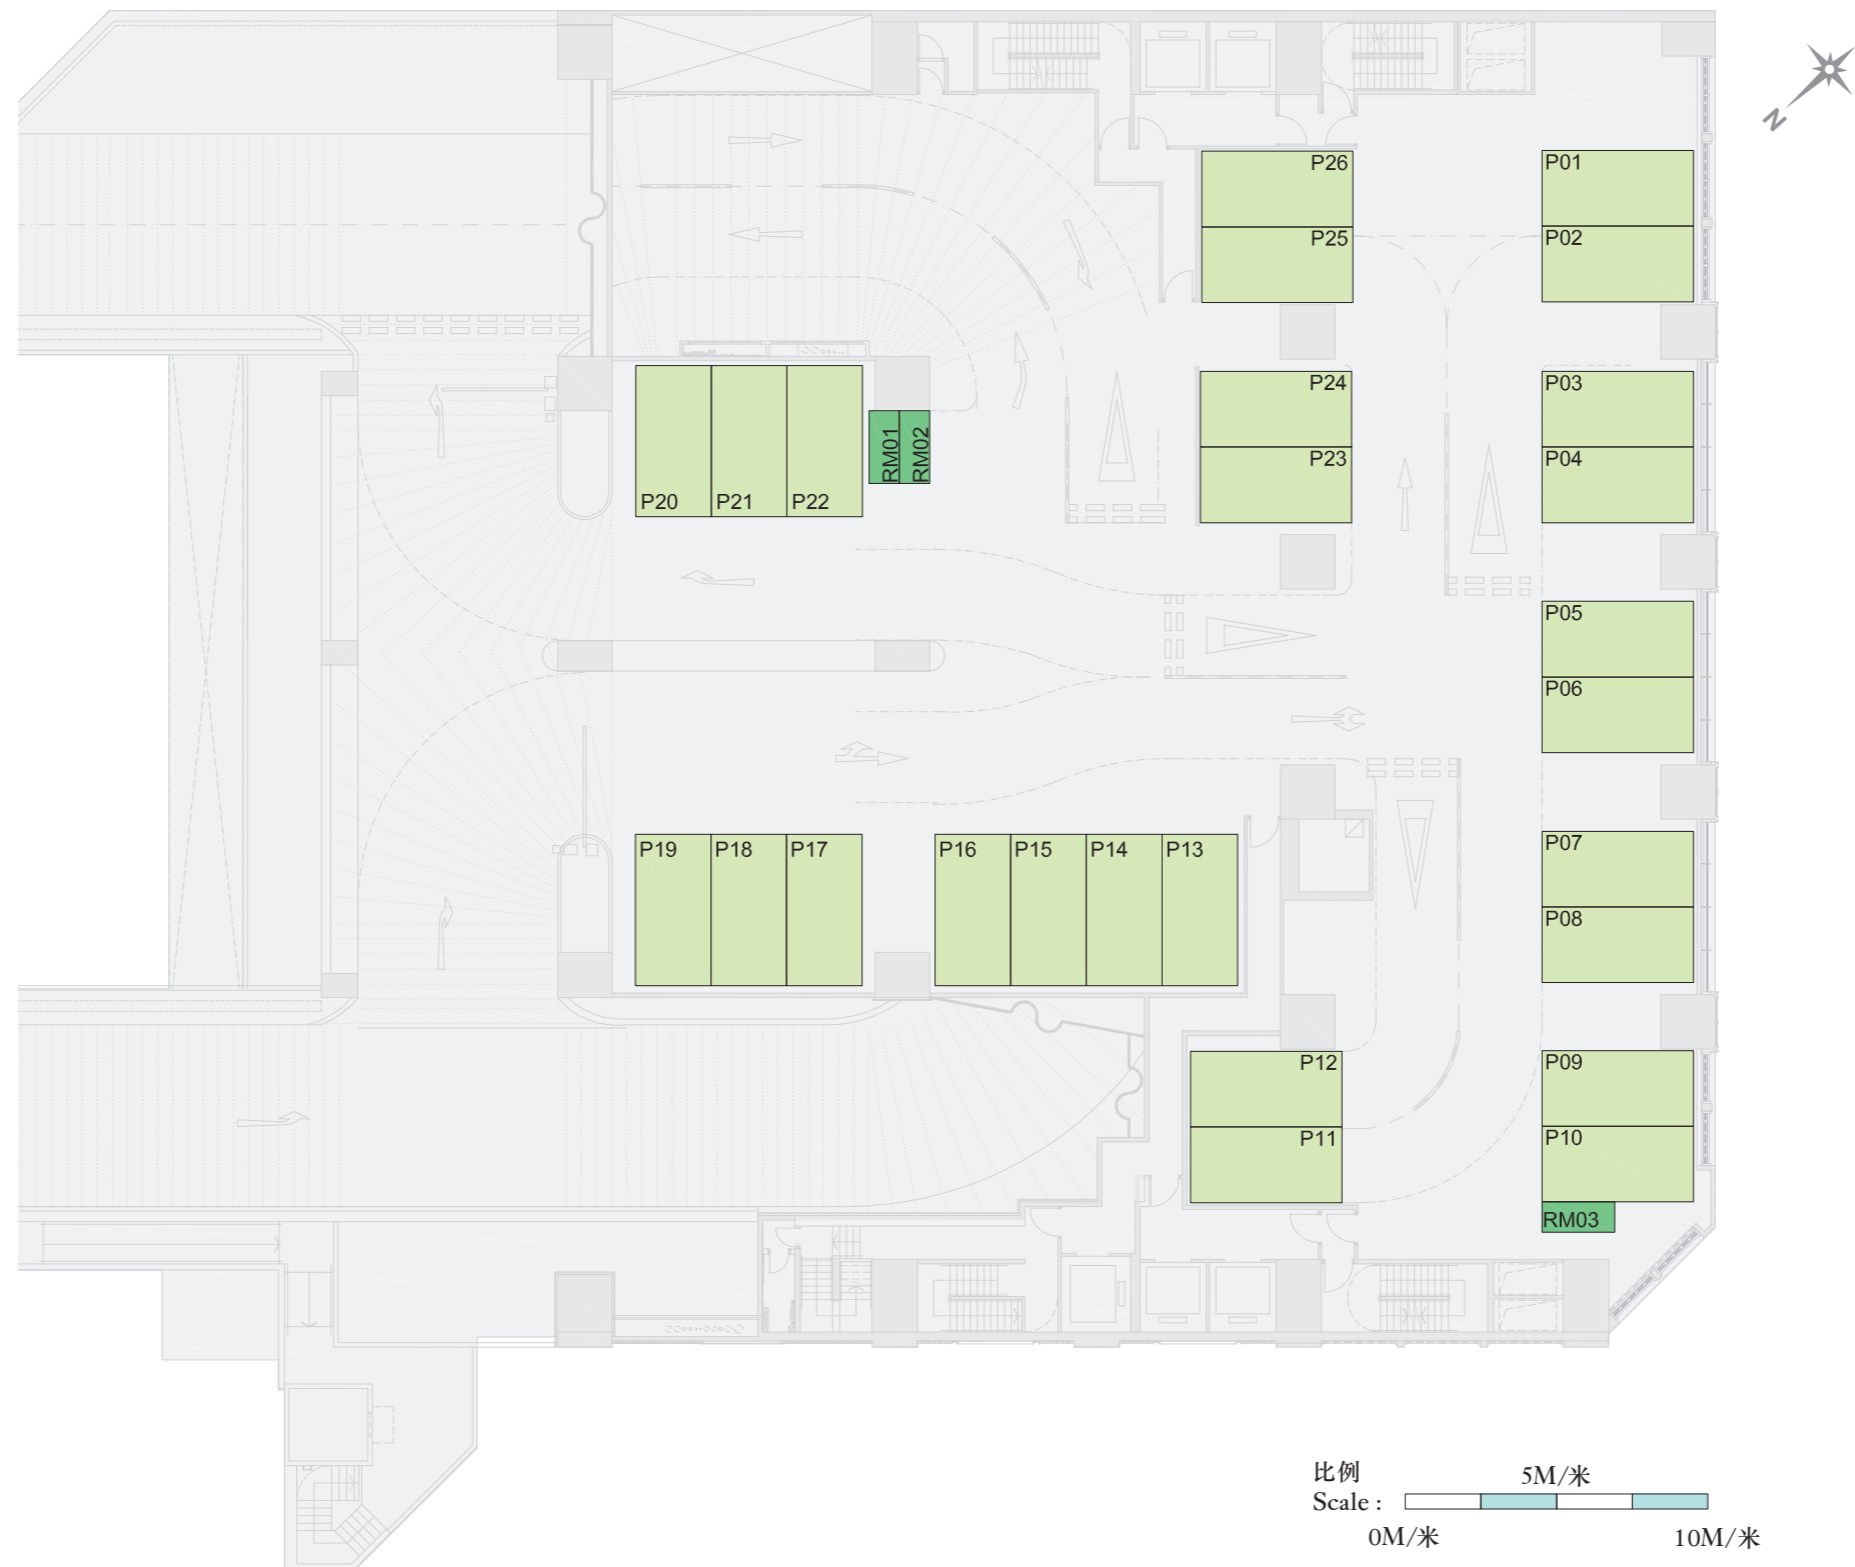 N
P26
P01
P25
P02
P24
P03
P23
P04
RM01
RM02
P20
P21
P22
P05
P06
P19
P18
P17
P16
P15
P14
P13
P07
P08
P12
P09
P11
P10
RM03
比例
Scale :
5M/米
0M/米
10M/米